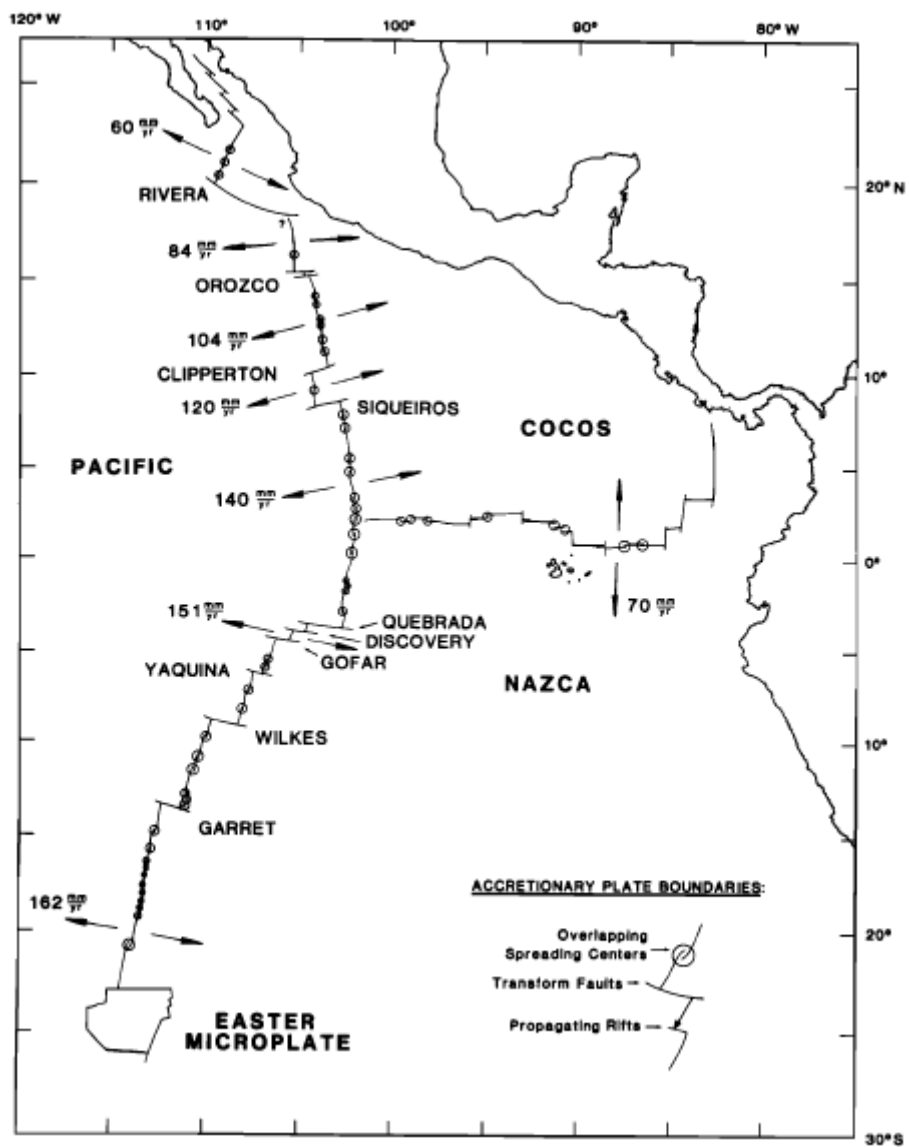 120° W
110°
100°
90°
80° W
60 mm/yr
RIVERA
20° N
?
84 mm/yr
OROZCO
104 mm/yr
CLIPPERTON
10°
120 mm/yr
SIQUEIROS
COCOS
PACIFIC
140 mm/yr
0°
151 mm/yr
70 mm/yr
QUEBRADA
DISCOVERY
GOFAR
YAQUINA
NAZCA
WILKES
10°
GARRET
162 mm/yr
ACCRETIONARY PLATE BOUNDARIES:
Overlapping
Spreading Centers
Transform Faults
Propagating Rifts
20°
EASTER
MICROPLATE
30° S